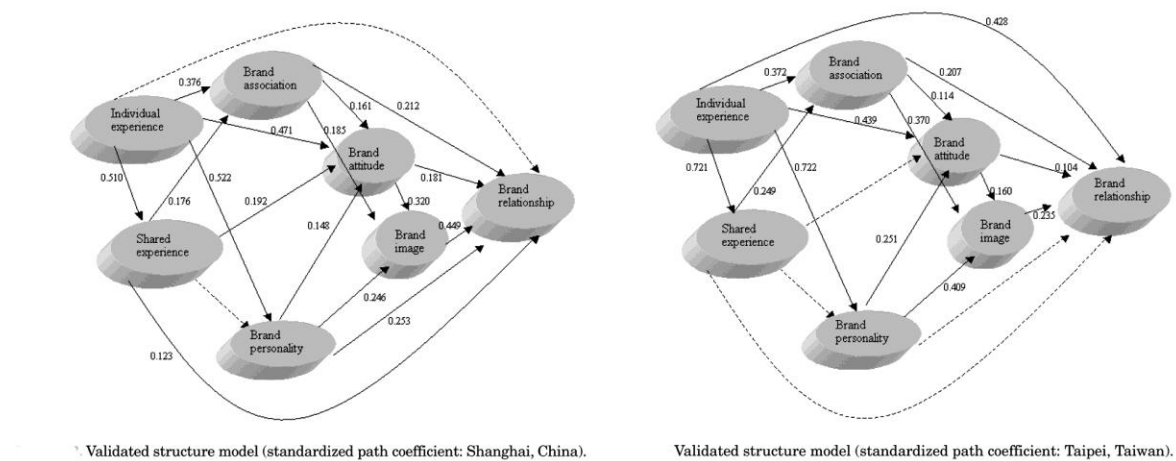 0.376
Brand
association
Individual
experience
0.161
0.212
0.471
0.185
Brand
attitude
0.510
0.522
0.181
0.176
0.192
0.320
Brand
relationship
Shared
experience
0.148
0.449
Brand
image
0.246
0.253
Brand
personality
0.123
Validated structure model (standardized path coefficient: Shanghai, China).
0.428
0.372
Brand
association
0.207
Individual
experience
0.114
0.439
0.370
Brand
attitude
0.721
0.722
0.104
0.249
0.160
Brand
relationship
Shared
experience
0.235
Brand
image
0.251
0.409
Brand
personality
Validated structure model (standardized path coefficient: Taipei, Taiwan).